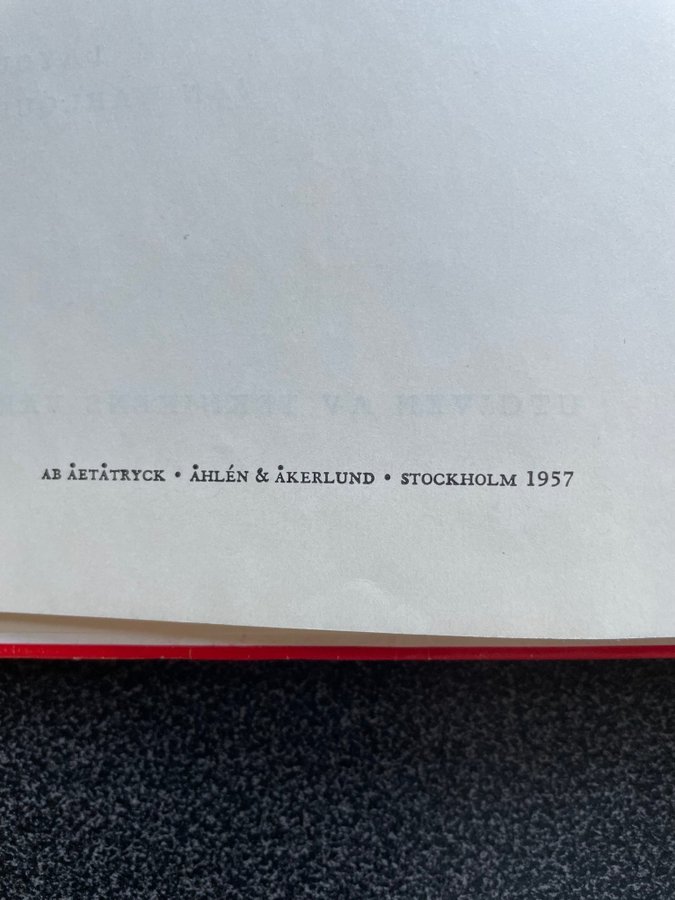 AB ÅETÅTRYCK • ÅHLÉN & ÅKERLUND • STOCKHOLM 1957